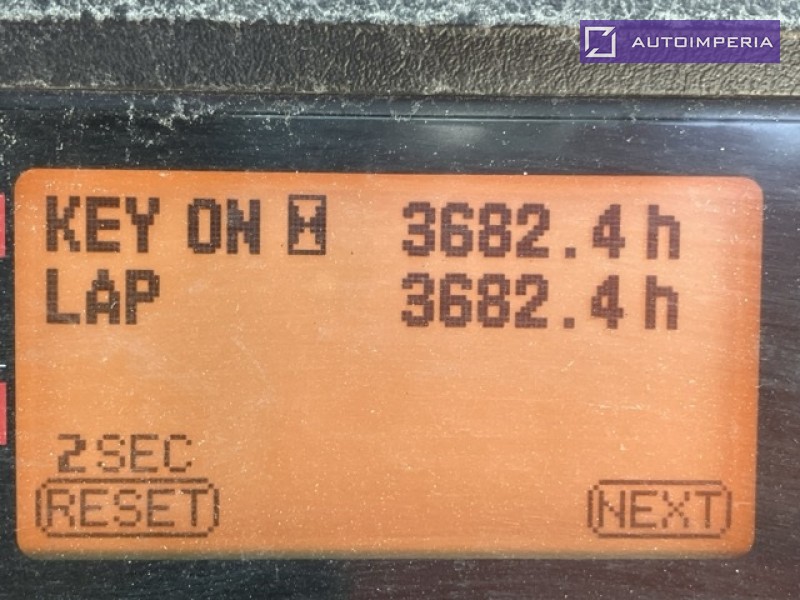 AUTOIMPERIA
KEY ON 3682.4 h
LAP 3682.4 h
2 SEC
RESET NEXT